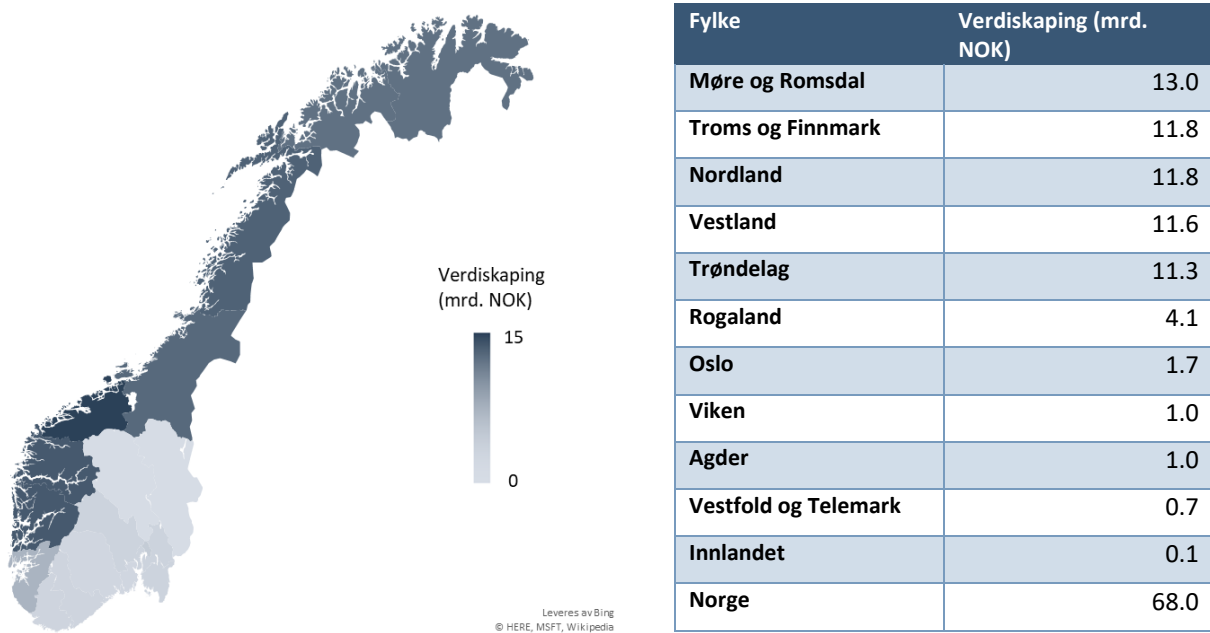 Verdiskaping
(mrd. NOK)
15
0
Leveres av Bing
© HERE, MSFT, Wikipedia
Fylke Verdiskaping (mrd.
NOK)
Møre og Romsdal 13.0
Troms og Finnmark 11.8
Nordland 11.8
Vestland 11.6
Trøndelag 11.3
Rogaland 4.1
Oslo 1.7
Viken 1.0
Agder 1.0
Vestfold og Telemark 0.7
Innlandet 0.1
Norge 68.0